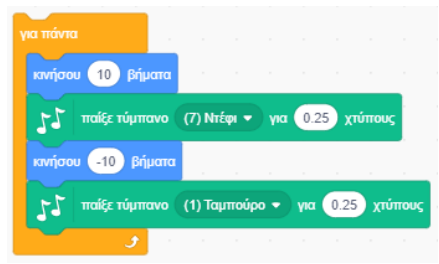 για πάντα
κινήσου 10 βήματα
παίξε τύμπανο (7) Ντέφι για 0.25 χτύπους
κινήσου -10 βήματα
παίξε τύμπανο (1) Ταμπούρο για 0.25 χτύπους